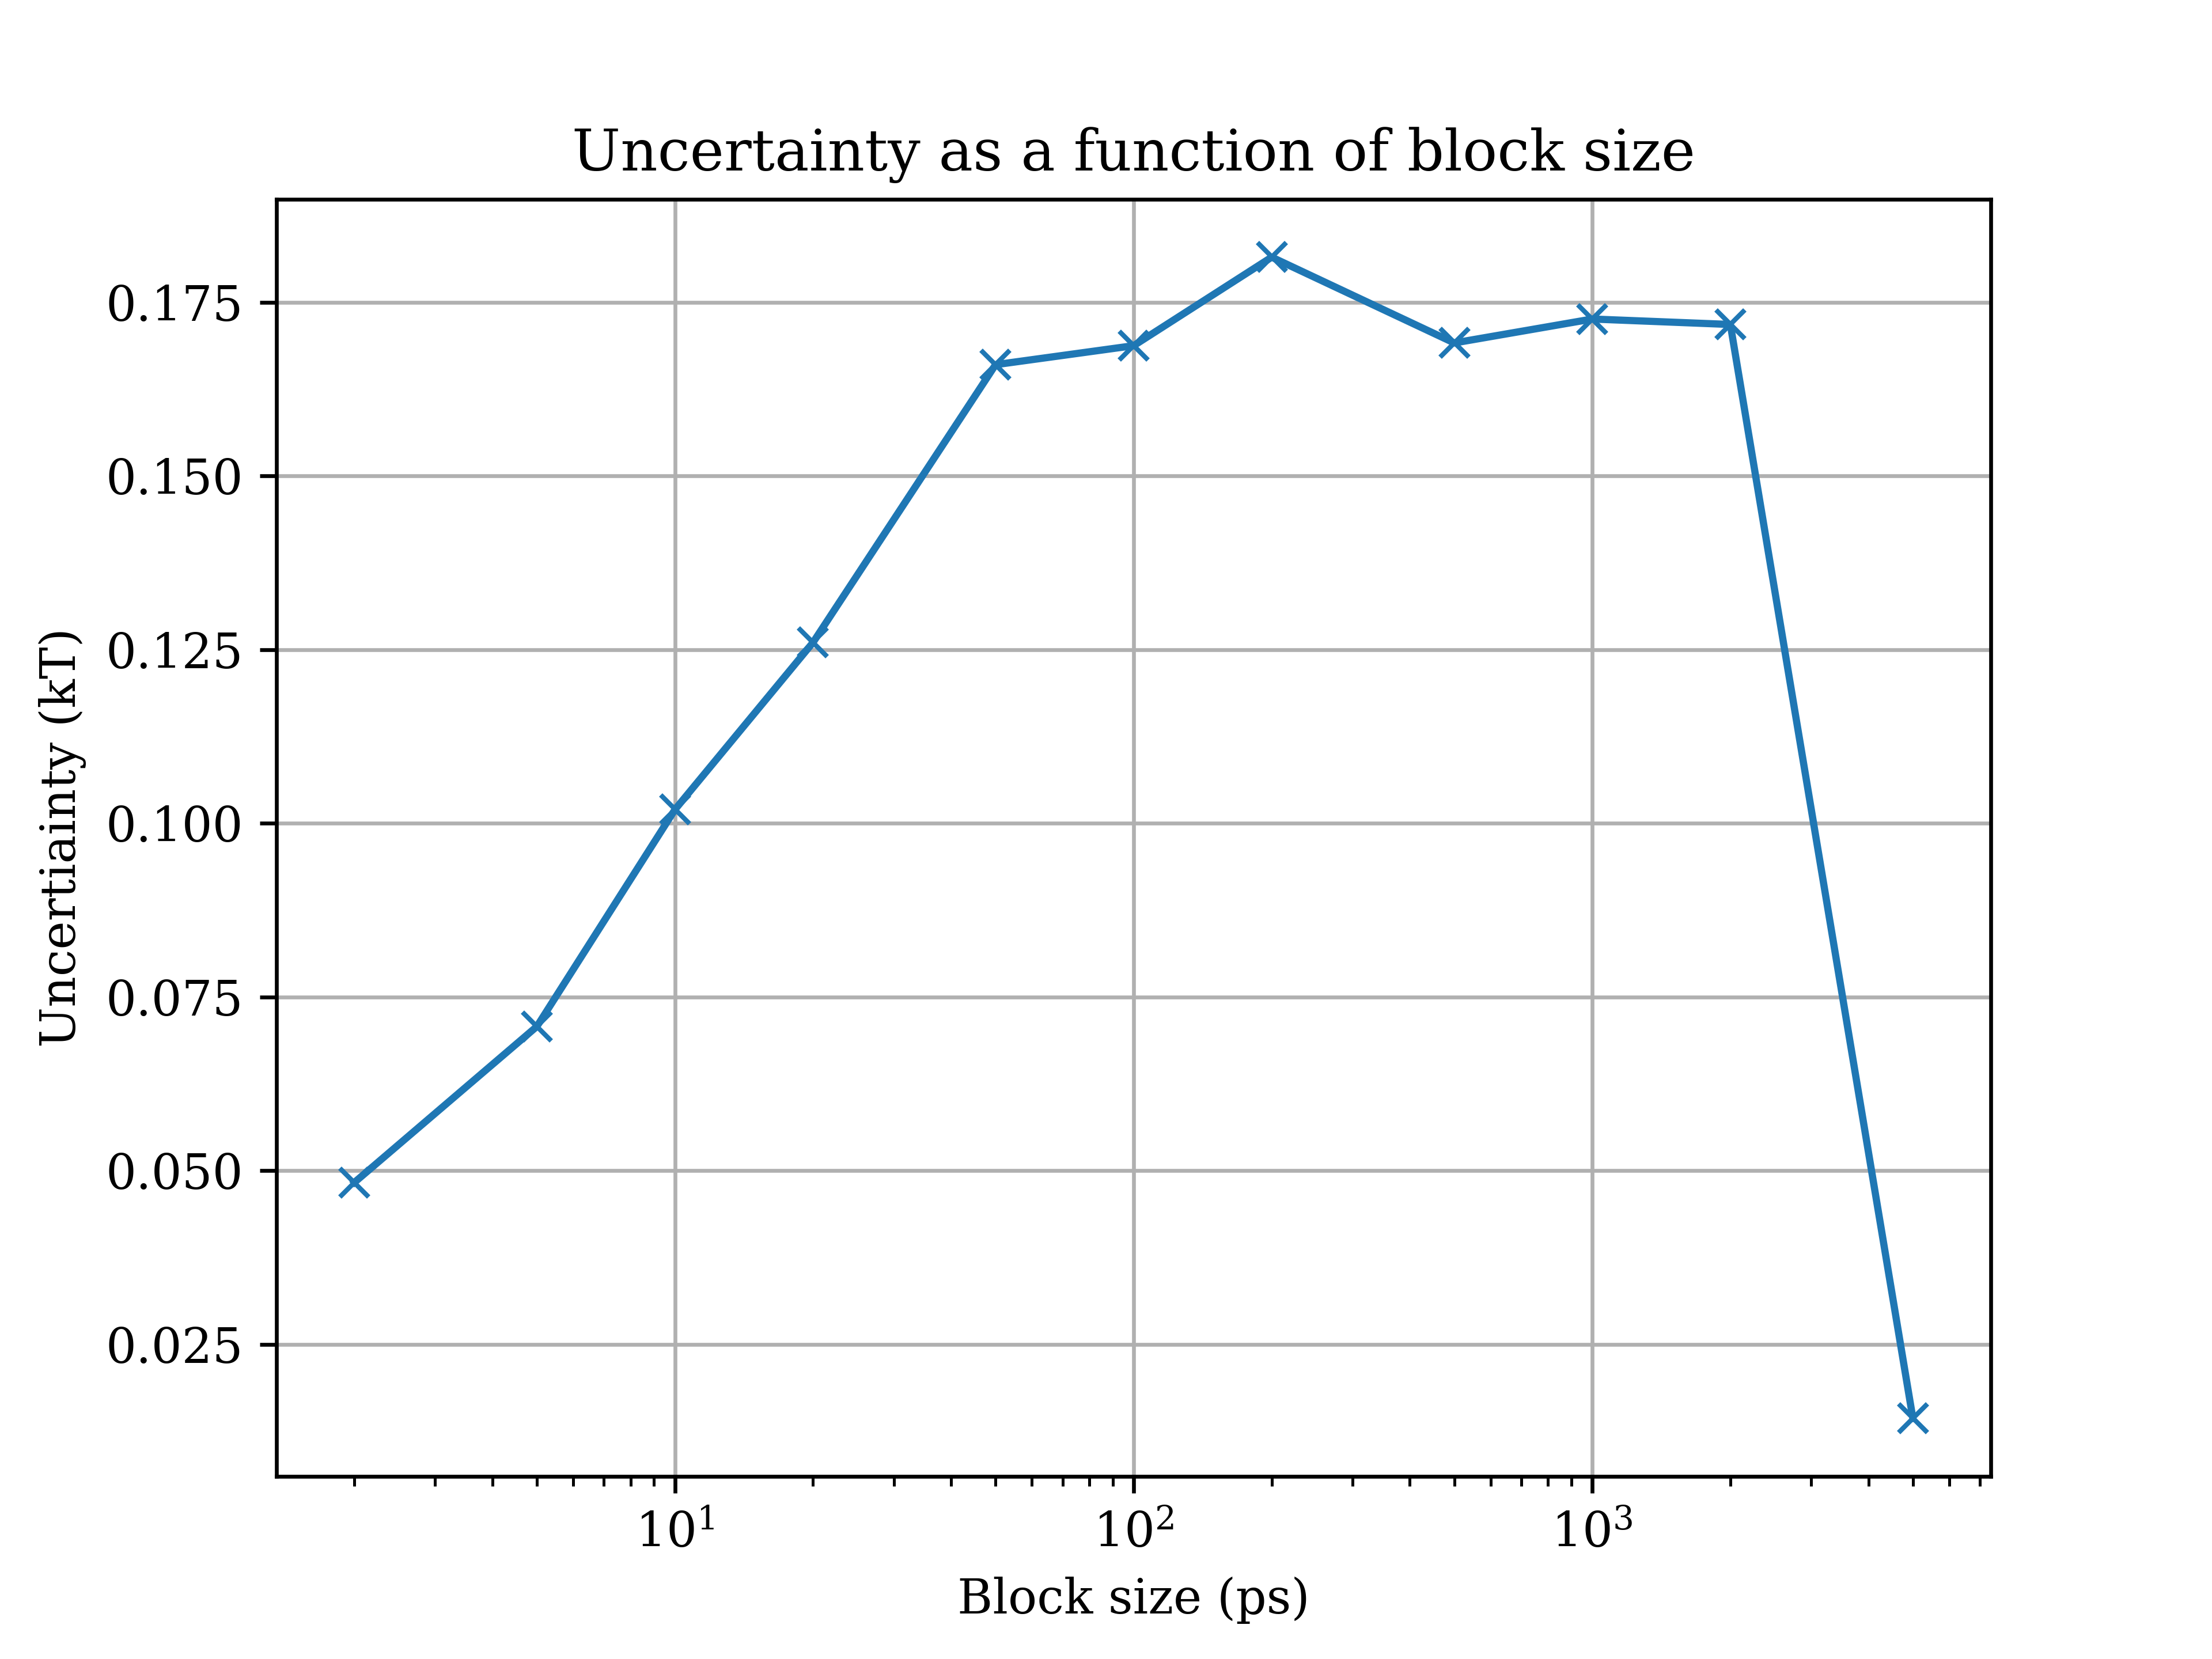 Uncertainty as a function of block size
0.175
0.150
0.125
0.100
0.075
0.050
0.025
Uncertiainty (kT)
10¹ 10² 10³
Block size (ps)